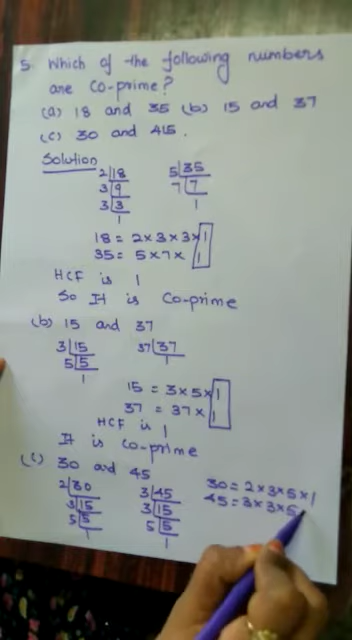 5. Which of the following numbers
are Co-prime?
(a) 18 and 35 (b) 15 and 37
(c) 30 and 415.
Solution
2|18 5|35
3|9 7|7
3|3 1
1
18 = 2×3×3×1
35 = 5×7×1
HCF is 1
So It is Co-prime
(b) 15 and 37
3|15 37|37
5|5 1
1
15 = 3×5×1
37 = 37×1
HCF is 1
It is co-prime
(c) 30 and 45
2|30 3|45
3|15 3|15
5|5 5|5
1 1
30 = 2×3×5×1
45 = 3×3×5